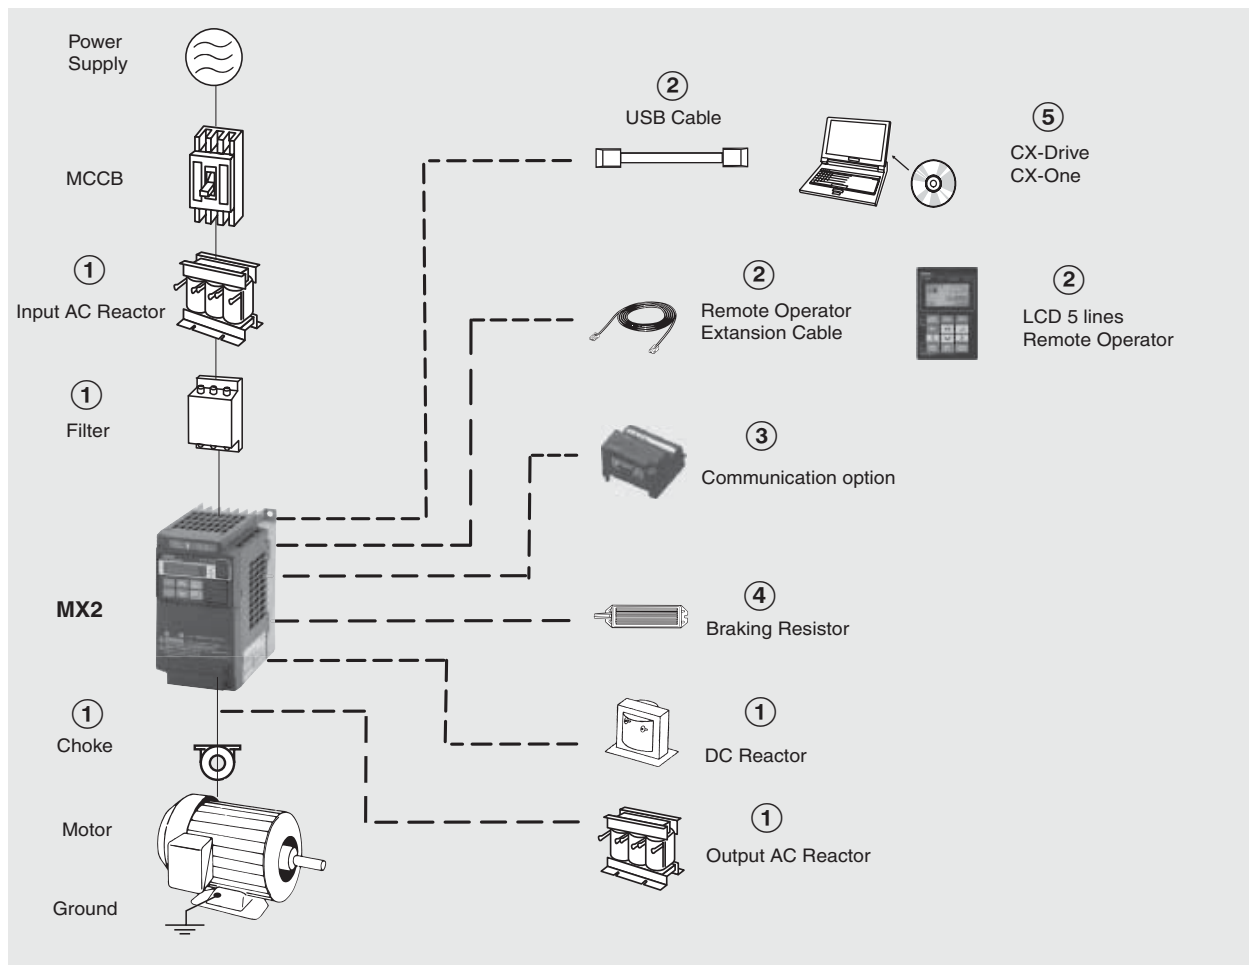 Power
Supply
MCCB
1
Input AC Reactor
1
Filter
MX2
1
Choke
Motor
Ground
2
USB Cable
5
CX-Drive
CX-One
2
Remote Operator
Extansion Cable
2
LCD 5 lines
Remote Operator
3
Communication option
4
Braking Resistor
1
DC Reactor
1
Output AC Reactor